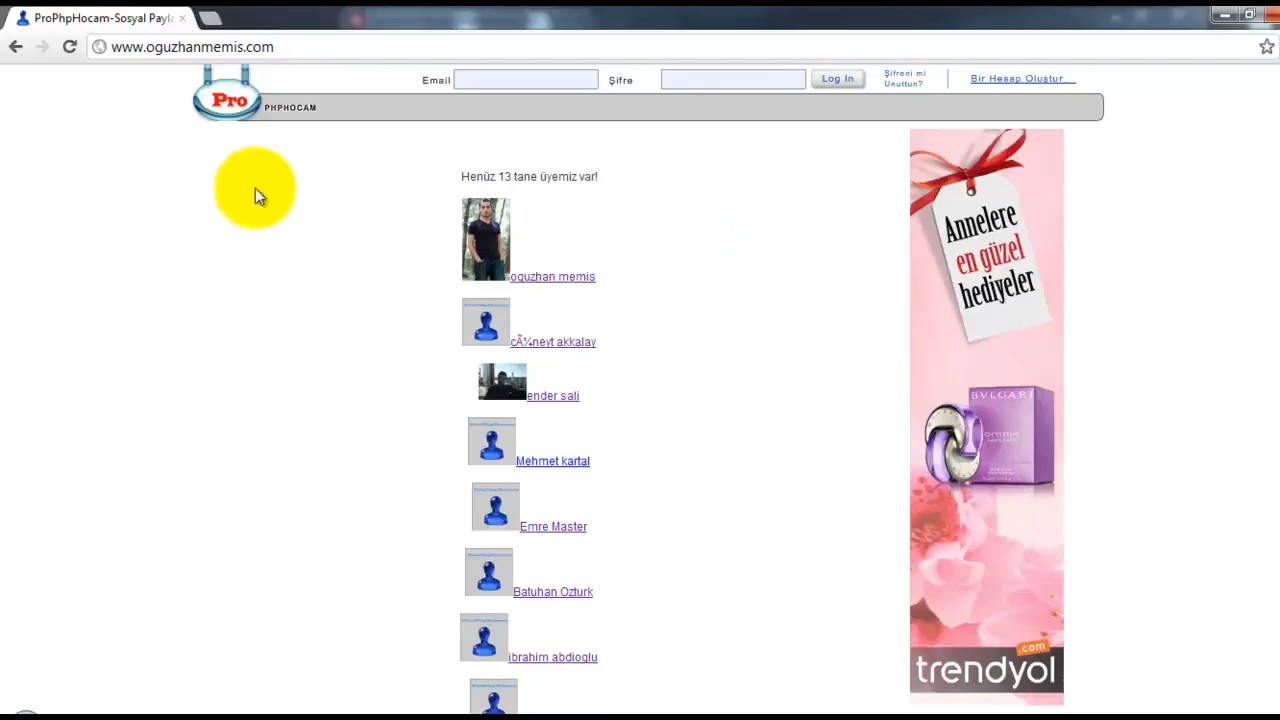 ProPhpHocam-Sosyal Payla
www.oguzhanmemis.com
Email
Şifre
Log In
Şifreni mi
Unuttun?
Bir Hesap Oluştur
Pro
PHPHOCAM
Henüz 13 tane üyemiz var!
oguzhan memis
cÃ¼neyt akkalay
ender sali
Mehmet kartal
Emre Master
Batuhan Ozturk
ibrahim abdioglu
Annelere
en güzel
hediyeler
BVLGARI
.com
trendyol